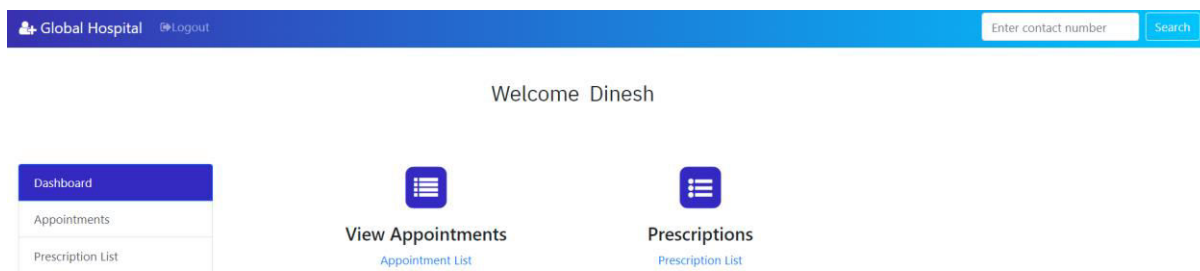 Global Hospital Logout Enter contact number Search
Welcome Dinesh
Dashboard
Appointments
Prescription List
View Appointments
Appointment List
Prescriptions
Prescription List